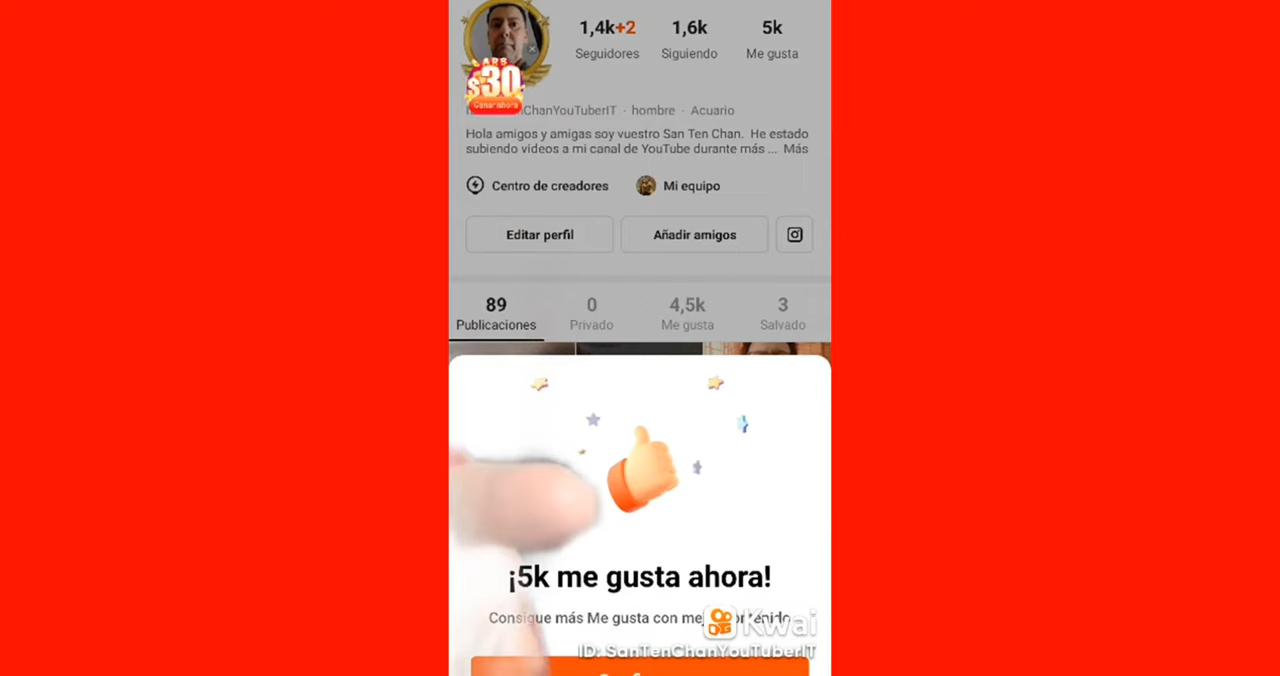 1,4k+2 1,6k 5k
Seguidores Siguiendo Me gusta
ARS
$30
Ganar ahora
ChanYouTuberIT · hombre · Acuario
Hola amigos y amigas soy vuestro San Ten Chan. He estado
subiendo videos a mi canal de YouTube durante más ... Más
Centro de creadores Mi equipo
Editar perfil Añadir amigos
89 0 4,5k 3
Publicaciones Privado Me gusta Salvado
¡5k me gusta ahora!
Consigue más Me gusta con
Kwai
ID: SanTenChanYouTuberIT